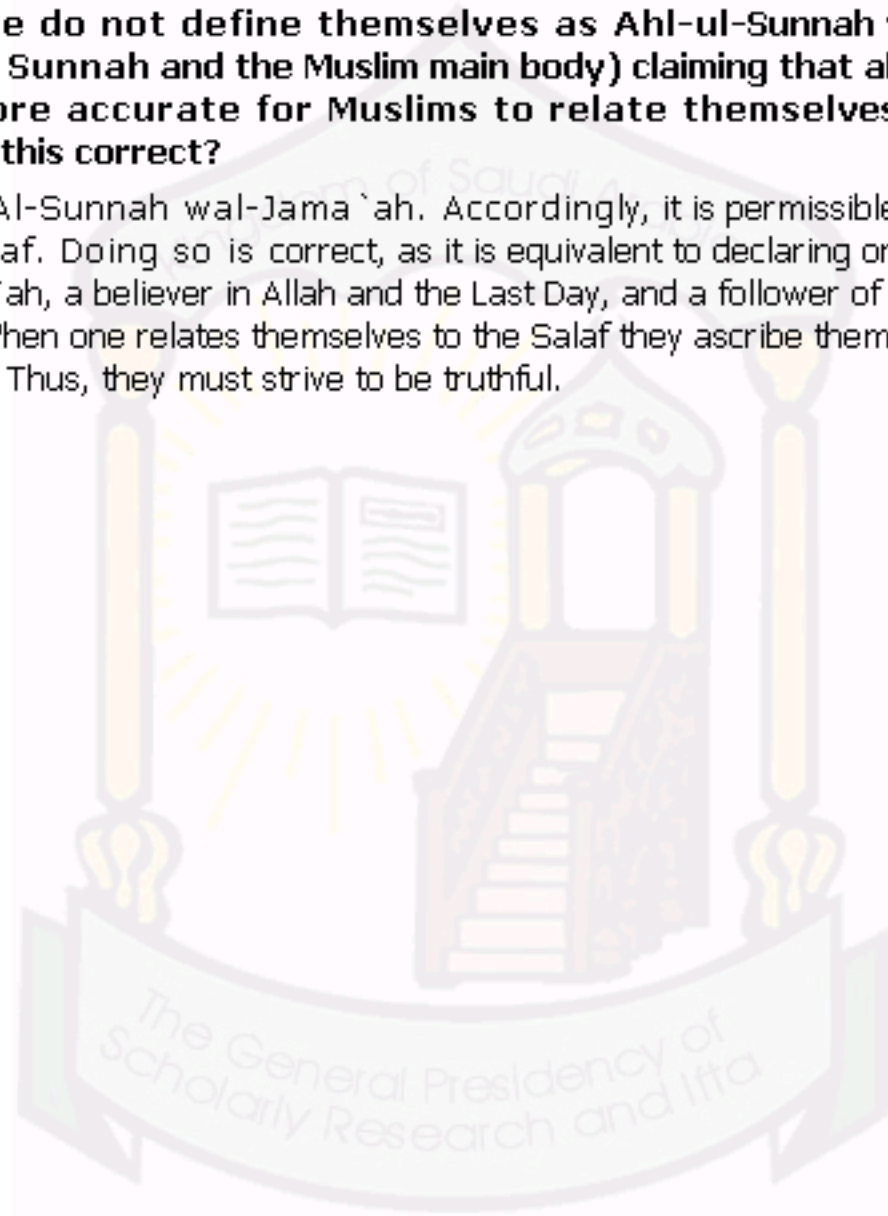 e do not define themselves as Ahl-ul-Sunnah
Sunnah and the Muslim main body) claiming that al
ore accurate for Muslims to relate themselves
this correct?
Al-Sunnah wal-Jama`ah. Accordingly, it is permissible
af. Doing so is correct, as it is equivalent to declaring or
`ah, a believer in Allah and the Last Day, and a follower of
hen one relates themselves to the Salaf they ascribe them
Thus, they must strive to be truthful.
Kingdom of Saudi Arabia
The General Presidency of
Scholarly Research and Ifta